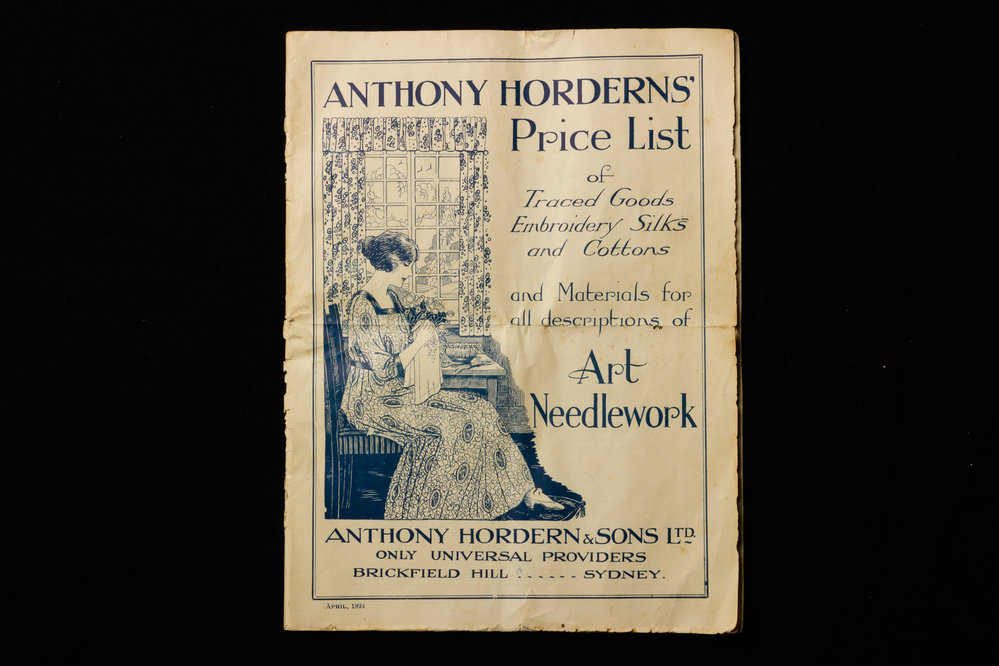 ANTHONY HORDERNS'
Price List
of
Traced Goods
Embroidery Silks
and Cottons
and Materials for
all descriptions of
Art
Needlework
ANTHONY HORDERN & SONS LTD.
ONLY UNIVERSAL PROVIDERS
BRICKFIELD HILL ------ SYDNEY.
APRIL, 1924